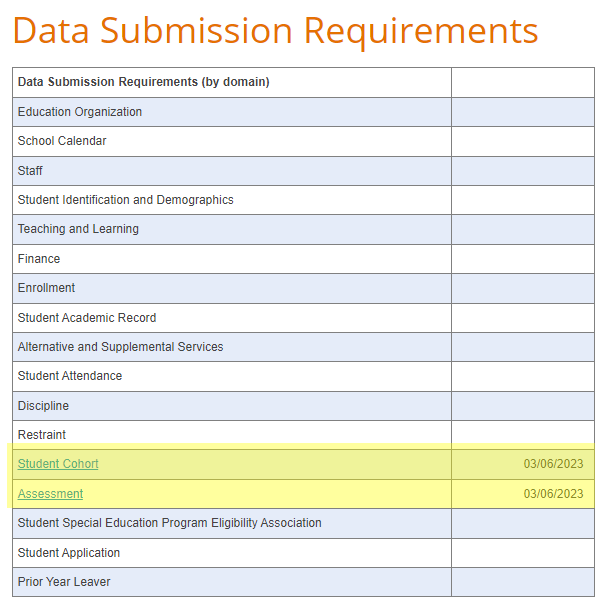 Data Submission Requirements
Data Submission Requirements (by domain)
Education Organization
School Calendar
Staff
Student Identification and Demographics
Teaching and Learning
Finance
Enrollment
Student Academic Record
Alternative and Supplemental Services
Student Attendance
Discipline
Restraint
Student Cohort 03/06/2023
Assessment 03/06/2023
Student Special Education Program Eligibility Association
Student Application
Prior Year Leaver